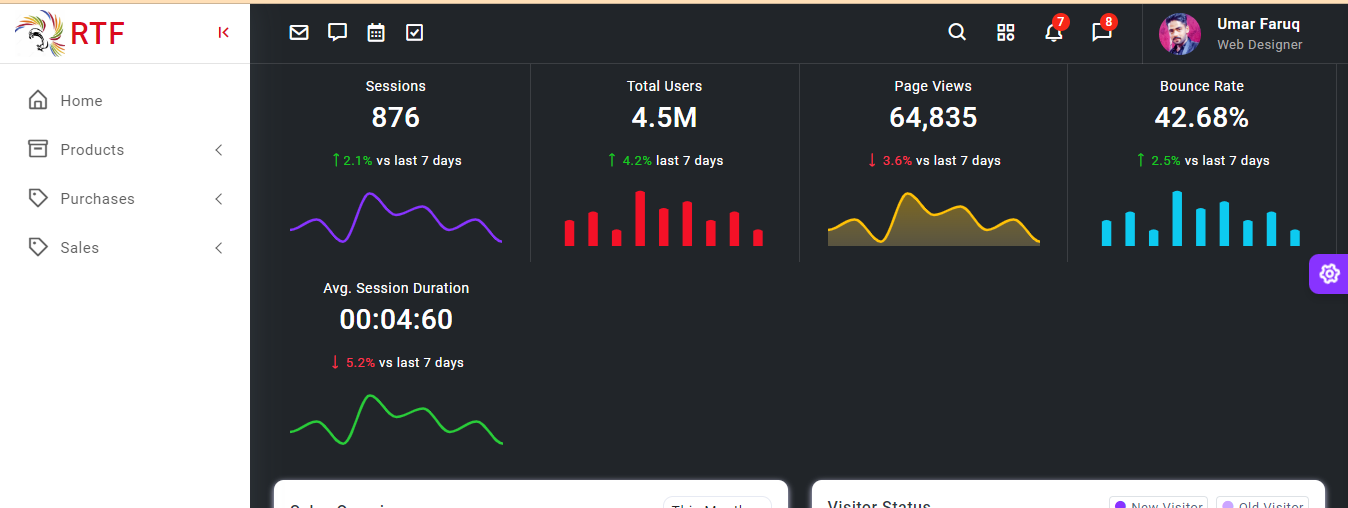 RTF
7
8
Umar Faruq
Web Designer
Home
Products
Purchases
Sales
Sessions
876
↑ 2.1% vs last 7 days
Total Users
4.5M
↑ 4.2% last 7 days
Page Views
64,835
↓ 3.6% vs last 7 days
Bounce Rate
42.68%
↑ 2.5% vs last 7 days
Avg. Session Duration
00:04:60
↓ 5.2% vs last 7 days
This Month
Visitor Status
New Visitor
Old Visitor